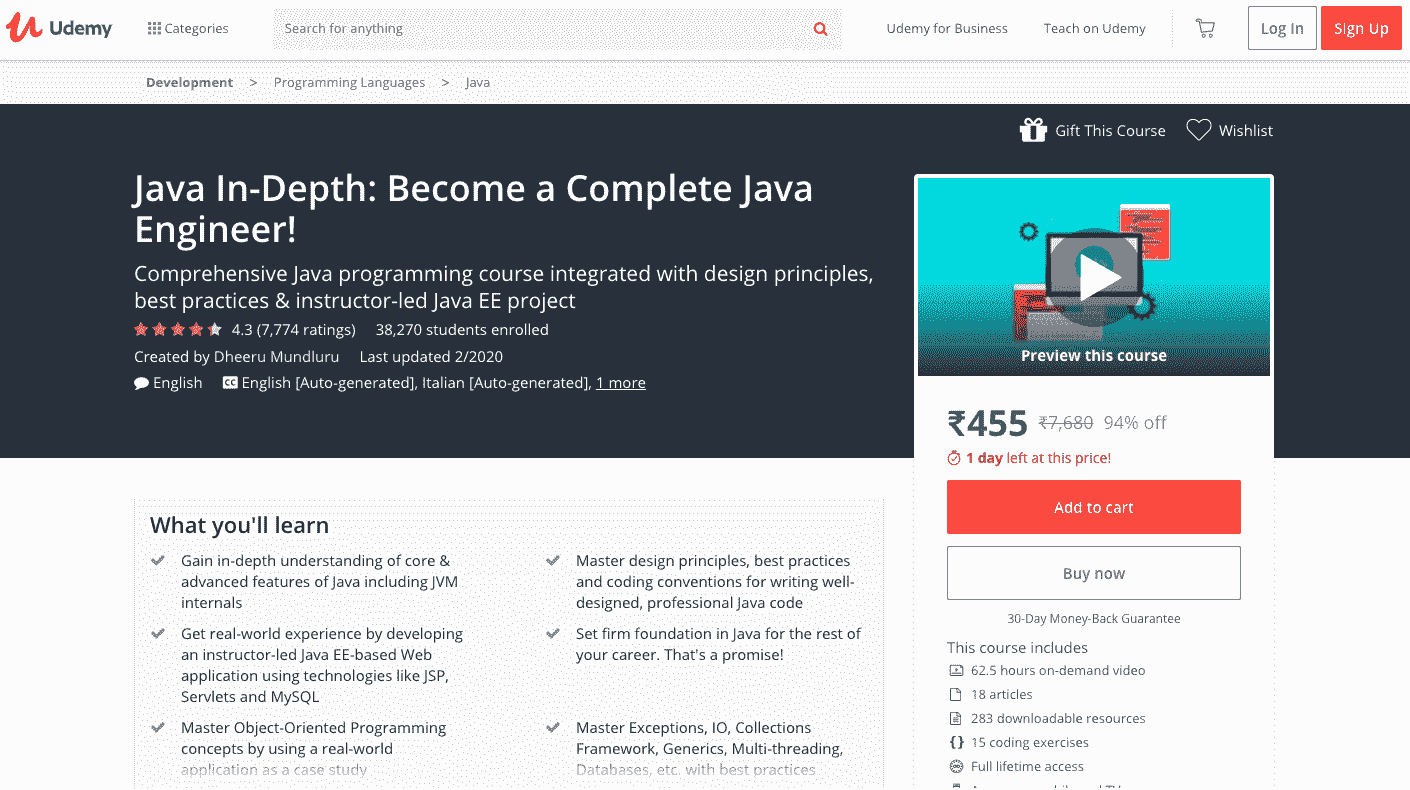 Udemy
Categories
Search for anything
Udemy for Business
Teach on Udemy
Log In
Sign Up
Development > Programming Languages > Java
Gift This Course
Wishlist
Java In-Depth: Become a Complete Java
Engineer!
Comprehensive Java programming course integrated with design principles,
best practices & instructor-led Java EE project
4.3 (7,774 ratings) 38,270 students enrolled
Created by Dheeru Mundluru Last updated 2/2020
English CC English [Auto-generated], Italian [Auto-generated], 1 more
Preview this course
₹455 ₹7,680 94% off
1 day left at this price!
Add to cart
Buy now
30-Day Money-Back Guarantee
This course includes
62.5 hours on-demand video
18 articles
283 downloadable resources
15 coding exercises
Full lifetime access
What you'll learn
Gain in-depth understanding of core &
advanced features of Java including JVM
internals
Master design principles, best practices
and coding conventions for writing well-
designed, professional Java code
Get real-world experience by developing
an instructor-led Java EE-based Web
application using technologies like JSP,
Servlets and MySQL
Set firm foundation in Java for the rest of
your career. That's a promise!
Master Object-Oriented Programming
concepts by using a real-world
application as a case study
Master Exceptions, IO, Collections
Framework, Generics, Multi-threading,
Databases, etc. with best practices